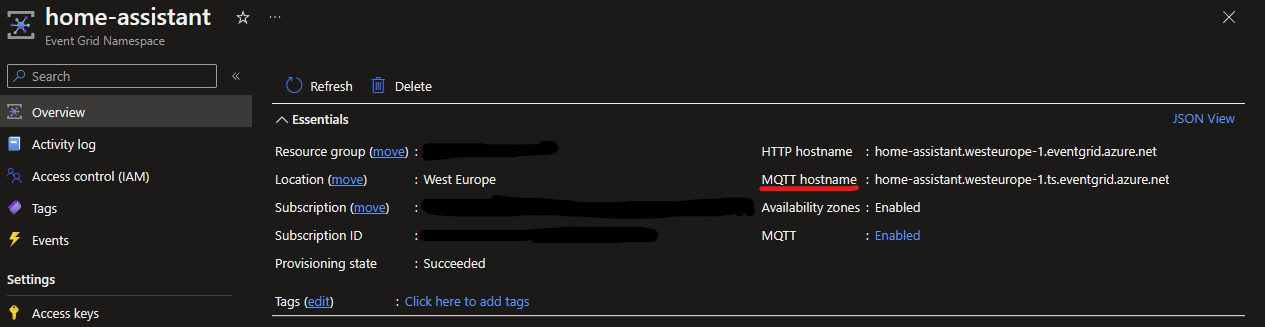 home-assistant ☆ ...
Event Grid Namespace
Search
Overview
Activity log
Access control (IAM)
Tags
Events
Settings
Access keys
Refresh Delete
Essentials JSON View
Resource group (move) :
Location (move) : West Europe
Subscription (move) :
Subscription ID :
Provisioning state : Succeeded
HTTP hostname : home-assistant.westeurope-1.eventgrid.azure.net
MQTT hostname : home-assistant.westeurope-1.ts.eventgrid.azure.net
Availability zones : Enabled
MQTT : Enabled
Tags (edit) : Click here to add tags